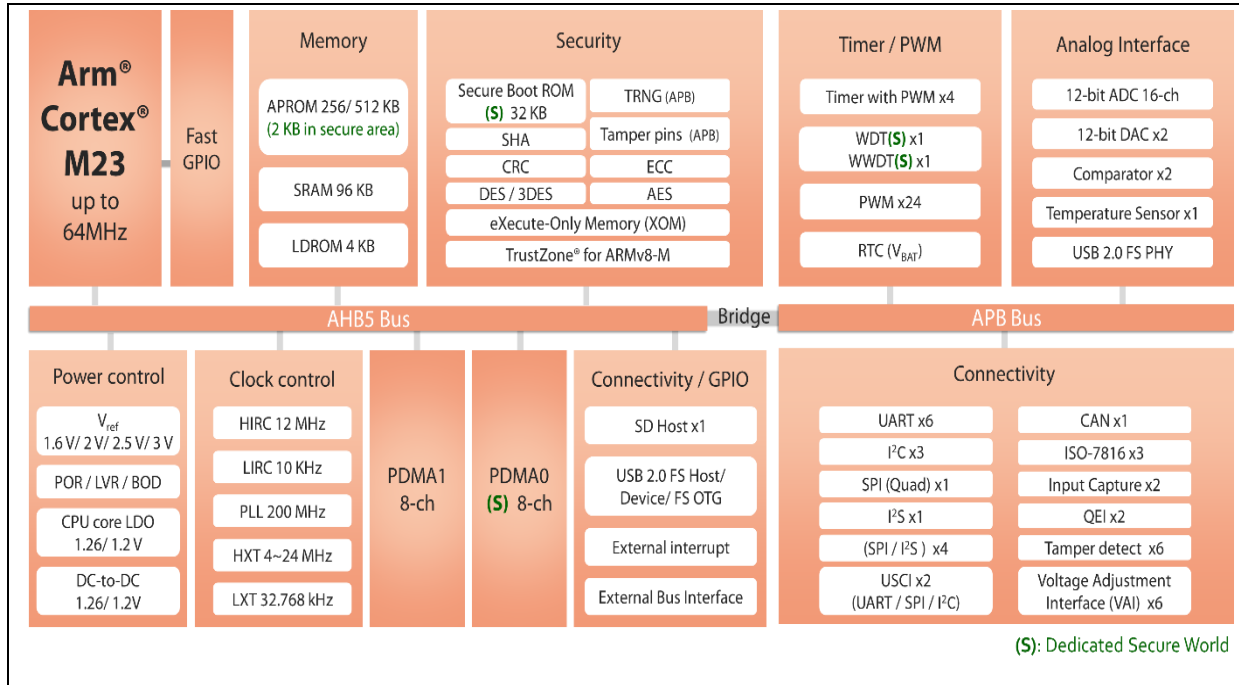 Arm®
Cortex®
M23
up to
64MHz
Fast
GPIO
Memory
APROM 256/ 512 KB
(2 KB in secure area)
SRAM 96 KB
LDROM 4 KB
Security
Secure Boot ROM
(S) 32 KB
TRNG (APB)
SHA
Tamper pins (APB)
CRC
ECC
DES / 3DES
AES
eXecute-Only Memory (XOM)
TrustZone® for ARMv8-M
Timer / PWM
Timer with PWM x4
WDT(S) x1
WWDT(S) x1
PWM x24
RTC (VBAT)
Analog Interface
12-bit ADC 16-ch
12-bit DAC x2
Comparator x2
Temperature Sensor x1
USB 2.0 FS PHY
AHB5 Bus
Bridge
APB Bus
Power control
Vref
1.6 V/ 2 V/ 2.5 V/ 3 V
POR / LVR / BOD
CPU core LDO
1.26/ 1.2 V
DC-to-DC
1.26/ 1.2V
Clock control
HIRC 12 MHz
LIRC 10 KHz
PLL 200 MHz
HXT 4~24 MHz
LXT 32.768 kHz
PDMA1
8-ch
PDMA0
(S) 8-ch
Connectivity / GPIO
SD Host x1
USB 2.0 FS Host/
Device/ FS OTG
External interrupt
External Bus Interface
Connectivity
UART x6
I²C x3
SPI (Quad) x1
I²S x1
(SPI / I²S ) x4
USCI x2
(UART / SPI / I²C)
CAN x1
ISO-7816 x3
Input Capture x2
QEI x2
Tamper detect x6
Voltage Adjustment
Interface (VAI) x6
(S): Dedicated Secure World